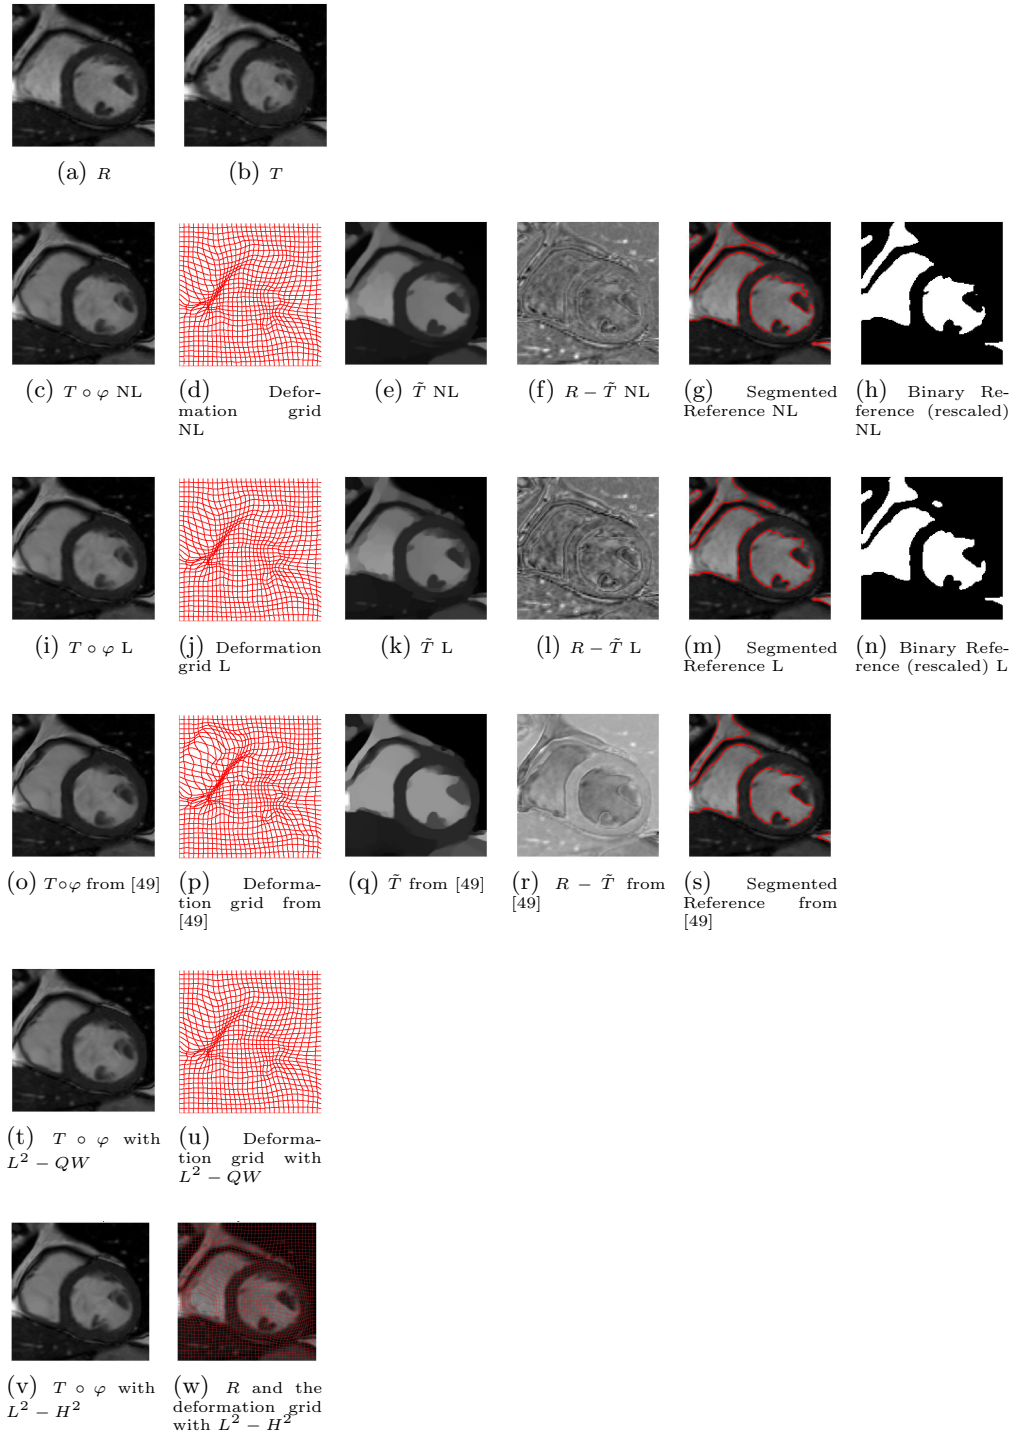 (a) R
(b) T
(c) T ∘ φ NL
(d) Defor-
mation grid
NL
(e) T̃ NL
(f) R − T̃ NL
(g) Segmented
Reference NL
(h) Binary Re-
ference (rescaled)
NL
(i) T ∘ φ L
(j) Deformation
grid L
(k) T̃ L
(l) R − T̃ L
(m) Segmented
Reference L
(n) Binary Refe-
rence (rescaled) L
(o) T∘φ from [49]
(p) Deforma-
tion grid from
[49]
(q) T̃ from [49]
(r) R − T̃ from
[49]
(s) Segmented
Reference from
[49]
(t) T ∘ φ with
L² − QW
(u) Deforma-
tion grid with
L² − QW
(v) T ∘ φ with
L² − H²
(w) R and the
deformation grid
with L² − H²